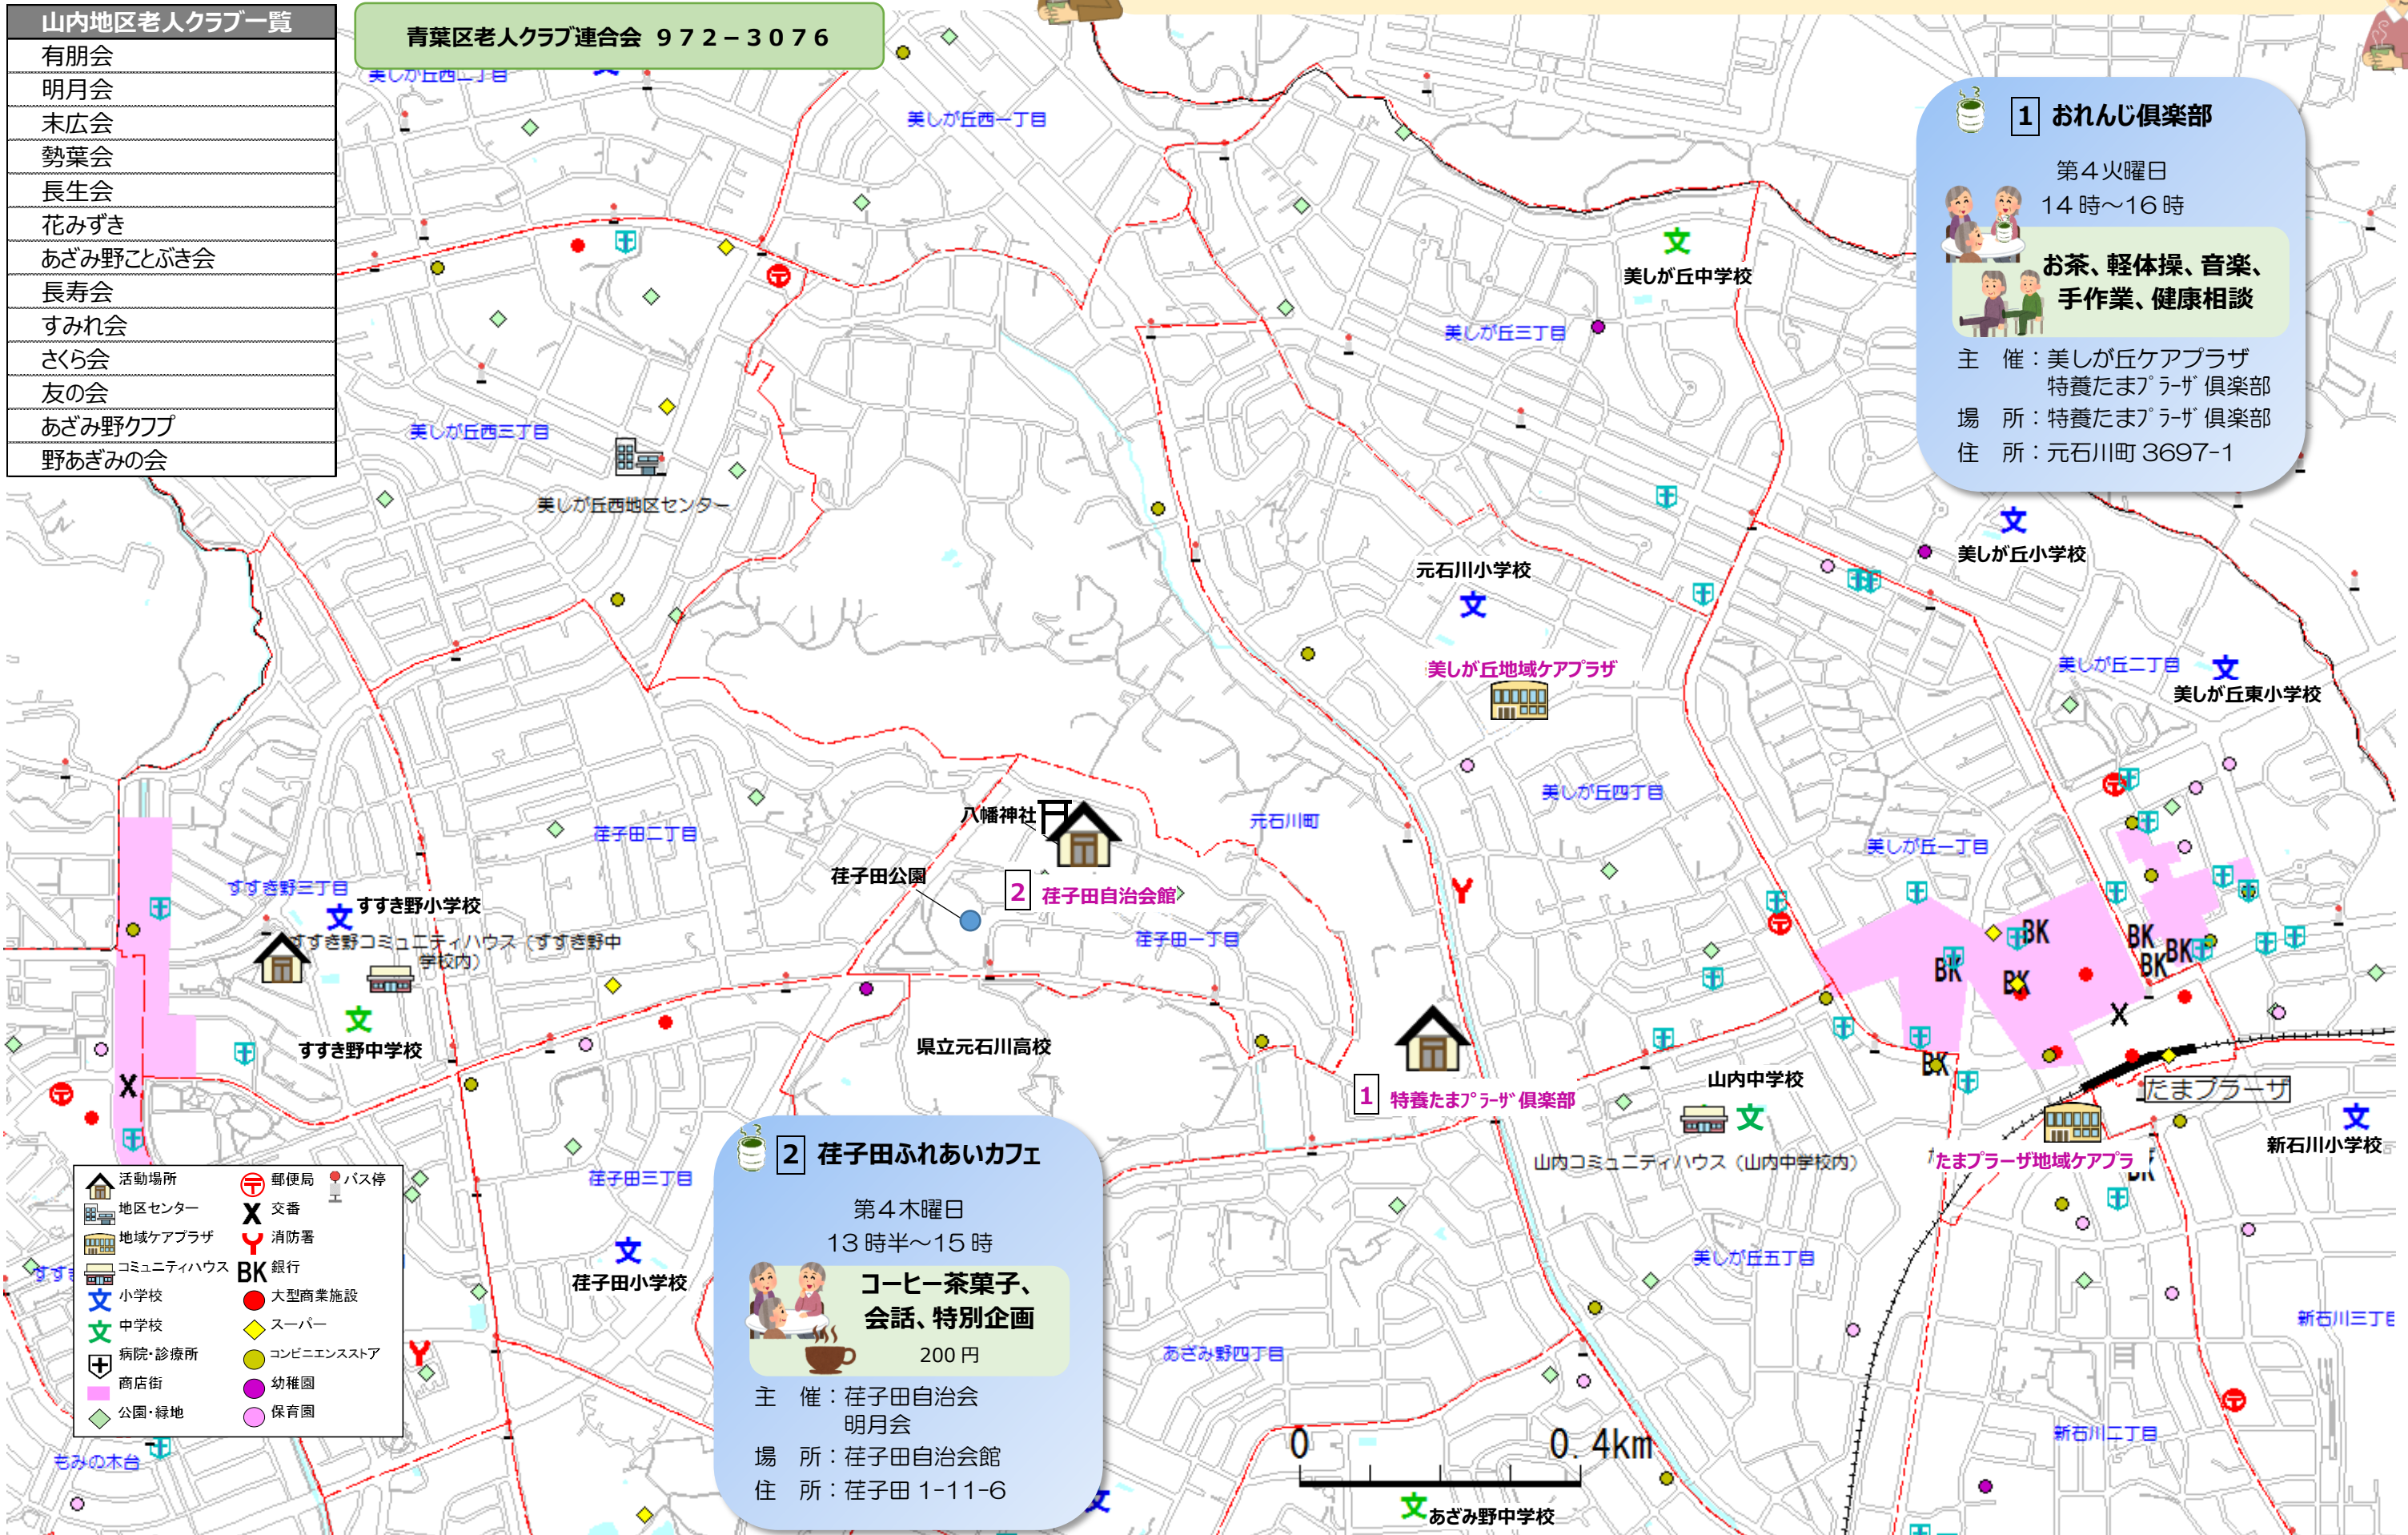 山内地区老人クラブ一覧
有朋会
明月会
末広会
勢葉会
長生会
花みずき
あざみ野ことぶき会
長寿会
すみれ会
さくら会
友の会
あざみ野クフプ
野あぎみの会
青葉区老人クラブ連合会 972-3076
1 おれんじ倶楽部
第4火曜日
14時~16時
お茶、軽体操、音楽、
手作業、健康相談
主 催:美しが丘ケアプラザ
特養たまプラーザ倶楽部
場 所:特養たまプラーザ倶楽部
住 所:元石川町3697-1
美しが丘西二丁目
美しが丘西一丁目
美しが丘中学校
美しが丘三丁目
美しが丘西三丁目
美しが丘西地区センター
元石川小学校
美しが丘小学校
美しが丘地域ケアプラザ
美しが丘二丁目
美しが丘東小学校
八幡神社
元石川町
美しが丘四丁目
荏子田二丁目
美しが丘一丁目
荏子田公園
2 荏子田自治会館
すすき野三丁目
すすき野小学校
荏子田一丁目
すすき野コミュニティハウス(すすき野中
学校内)
BK
BK
BK
BK
BK
BK
すすき野中学校
県立元石川高校
BK
山内中学校
1 特養たまプラーザ倶楽部
たまプラーザ
新石川小学校
山内コミュニティハウス(山内中学校内)
たまプラーザ地域ケアプラ
BK
荏子田三丁目
荏子田小学校
美しが丘五丁目
新石川三丁目
あざみ野四丁目
新石川二丁目
もみの木台
すすき
あざみ野中学校
0 0.4km
2 荏子田ふれあいカフェ
第4木曜日
13時半~15時
コーヒー茶菓子、
会話、特別企画
200円
主 催:荏子田自治会
明月会
場 所:荏子田自治会館
住 所:荏子田1-11-6
活動場所 郵便局 バス停
地区センター 交番
地域ケアプラザ 消防署
コミュニティハウス BK 銀行
文 小学校 大型商業施設
文 中学校 スーパー
病院・診療所 コンビニエンスストア
商店街 幼稚園
公園・緑地 保育園